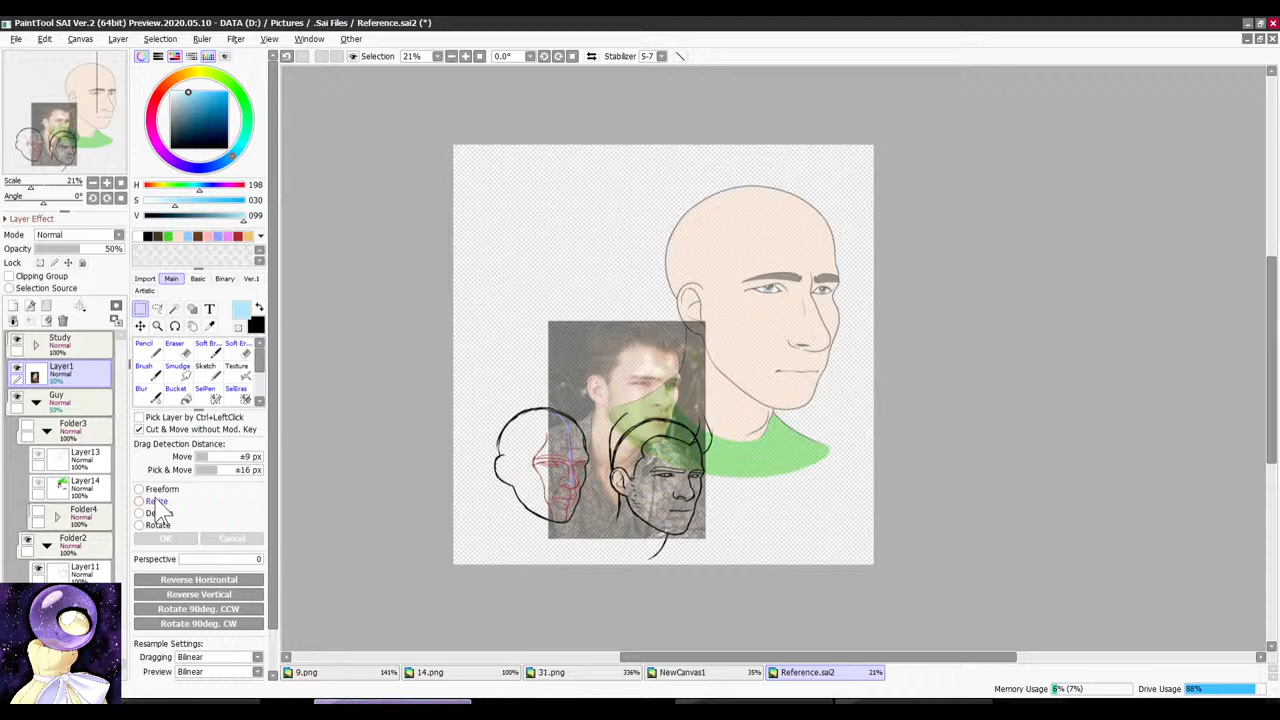 PaintTool SAI Ver.2 (64bit) Preview.2020.05.10 - DATA (D:) / Pictures / .Sai Files / Reference.sai2 (*)
File Edit Canvas Layer Selection Ruler Filter View Window Other
Selection 21% 0.0° Stabilizer S-7
Scale 21%
Angle 0°
Layer Effect
Mode Normal
Opacity 50%
Lock
Clipping Group
Selection Source
Study
Normal
100%
Layer1
Normal
50%
Guy
Normal
50%
Folder3
Normal
100%
Layer13
Normal
100%
Layer14
Normal
100%
Folder4
Normal
100%
Folder2
Normal
100%
Layer11
Normal
H 198
S 030
V 099
Import Main Basic Binary Ver.1
Artistic
T
Pencil Eraser Soft Br... Soft Er...
Brush Smudge Sketch Texture
Blur Bucket SelPen SelEras
Pick Layer by Ctrl+LeftClick
Cut & Move without Mod. Key
Drag Detection Distance:
Move ±9 px
Pick & Move ±16 px
Freeform
Rotate
OK Cancel
Perspective 0
Reverse Horizontal
Reverse Vertical
Rotate 90deg. CCW
Rotate 90deg. CW
Resample Settings:
Dragging Bilinear
Preview Bilinear
9.png 141% 14.png 100% 31.png 336% NewCanvas1 35% Reference.sai2 21%
Memory Usage 6% (7%) Drive Usage 88%